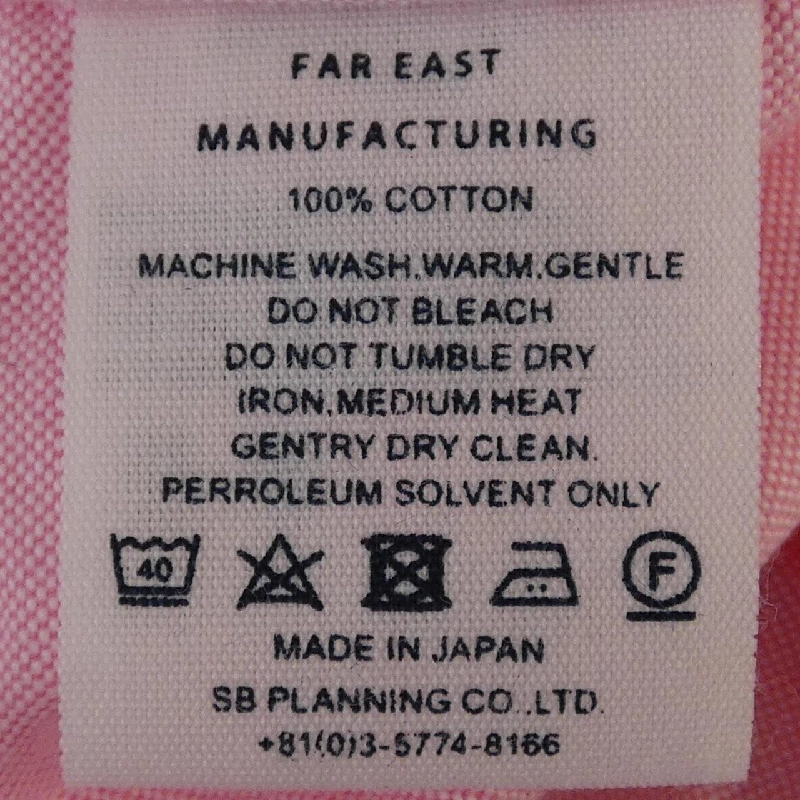 FAR EAST
MANUFACTURING
100% COTTON
MACHINE WASH.WARM.GENTLE
DO NOT BLEACH
DO NOT TUMBLE DRY
IRON.MEDIUM HEAT
GENTRY DRY CLEAN.
PERROLEUM SOLVENT ONLY
40 F
MADE IN JAPAN
SB PLANNING CO.,LTD.
+81(0)3-5774-8166